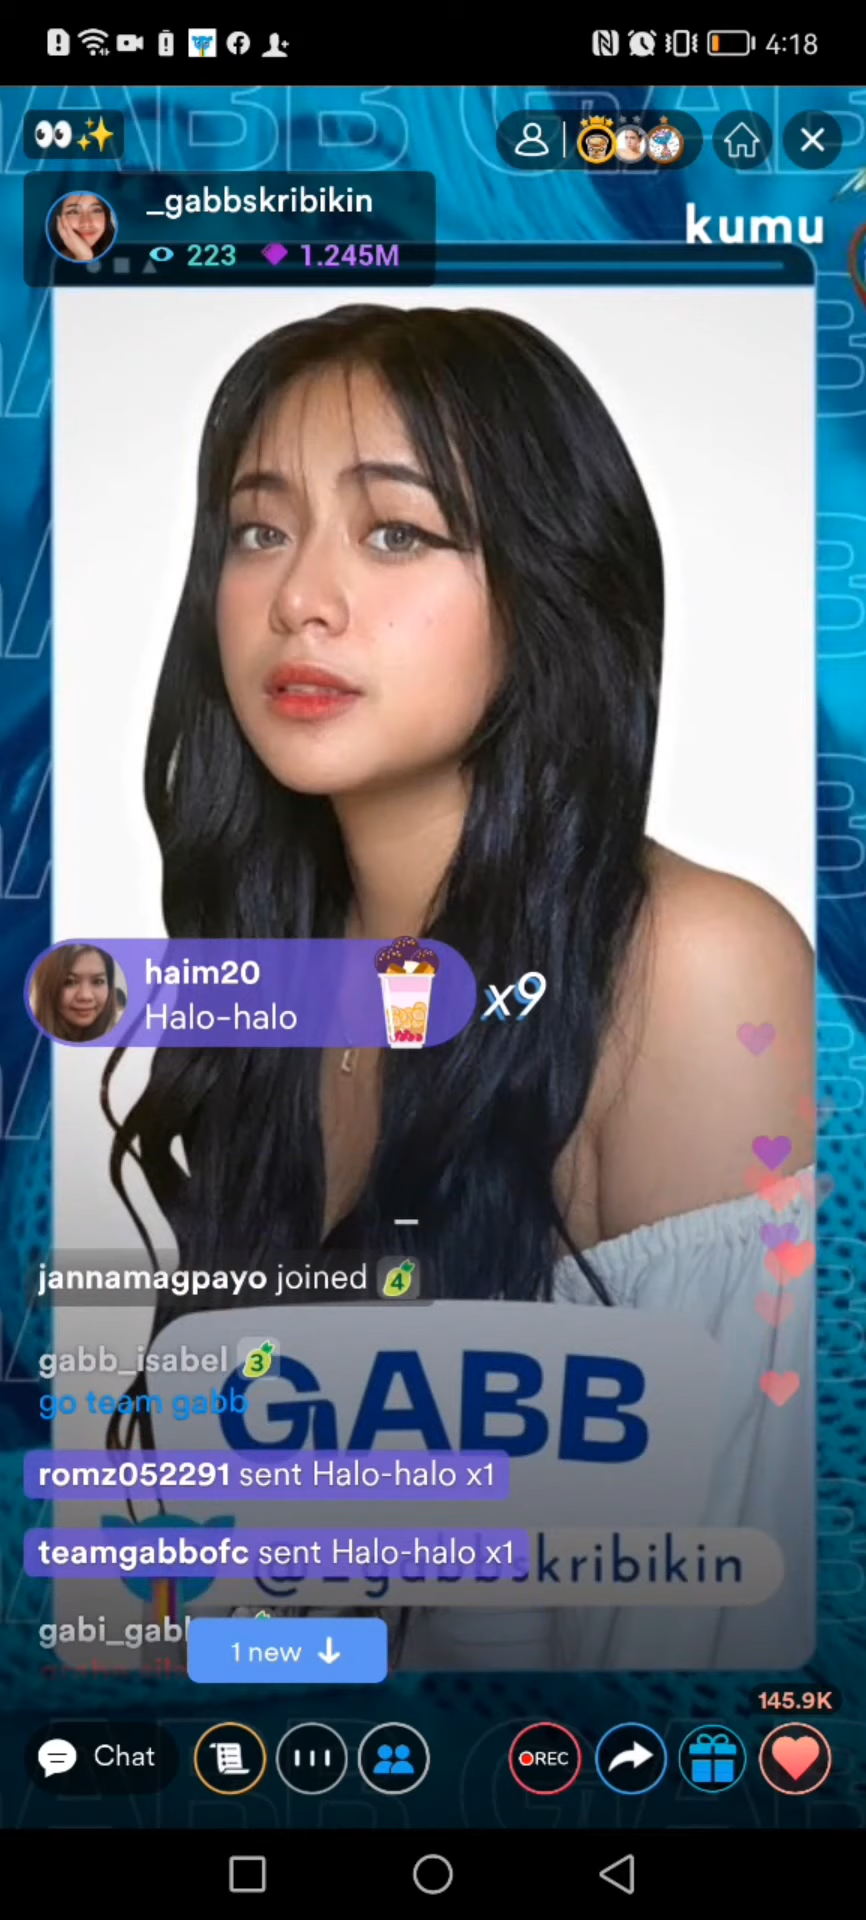 4:18
_gabbskribikin
223 1.245M
kumu
haim20
Halo-halo
x9
jannamagpayo joined 4
gabb_isabel 3
go team gabb
GABB
romz052291 sent Halo-halo x1
teamgabbofc sent Halo-halo x1
@_gabbskribikin
1 new
145.9K
Chat
REC